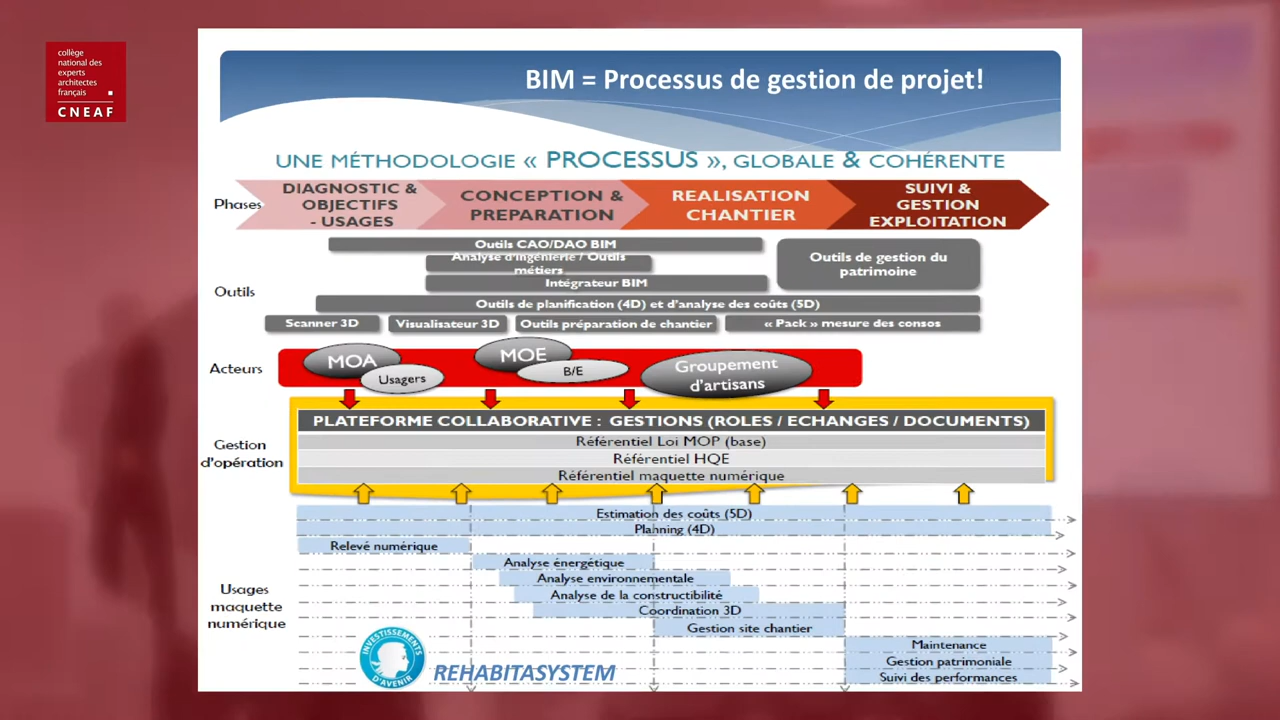 collège
national des
experts
architectes
français
CNEAF
BIM = Processus de gestion de projet!
UNE MÉTHODOLOGIE « PROCESSUS », GLOBALE & COHÉRENTE
Phases
DIAGNOSTIC &
OBJECTIFS
- USAGES
CONCEPTION &
PREPARATION
REALISATION
CHANTIER
SUIVI &
GESTION
EXPLOITATION
Outils
Outils CAO/DAO BIM
Analyse d'ingénierie / Outils
métiers
Intégrateur BIM
Outils de gestion du
patrimoine
Outils de planification (4D) et d'analyse des coûts (5D)
Scanner 3D
Visualisateur 3D
Outils préparation de chantier
« Pack » mesure des consos
Acteurs
MOA
Usagers
MOE
B/E
Groupement
d'artisans
Gestion
d'opération
PLATEFORME COLLABORATIVE : GESTIONS (ROLES / ECHANGES / DOCUMENTS)
Référentiel Loi MOP (base)
Référentiel HQE
Référentiel maquette numérique
Usages
maquette
numérique
Estimation des coûts (5D)
Planning (4D)
Relevé numérique
Analyse énergétique
Analyse environnementale
Analyse de la constructibilité
Coordination 3D
Gestion site chantier
Maintenance
Gestion patrimoniale
Suivi des performances
INVESTISSEMENTS
D'AVENIR
REHABITASYSTEM